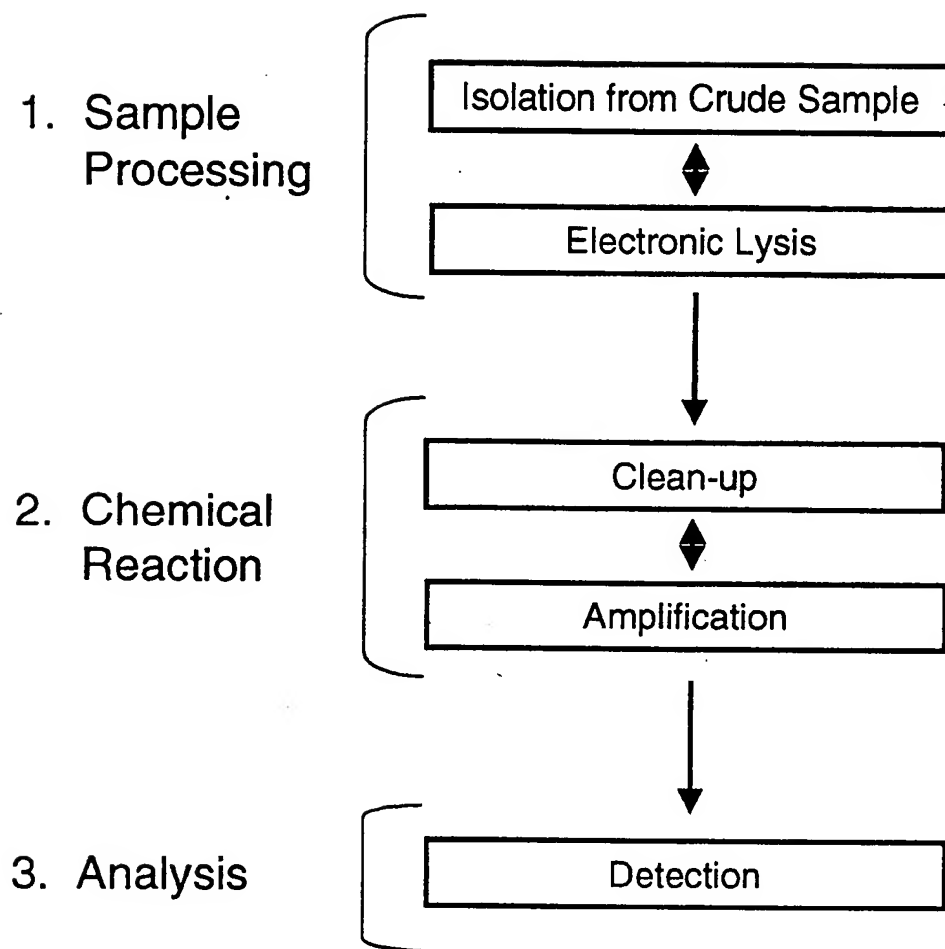 1. Sample
Processing
Isolation from Crude Sample
Electronic Lysis
2. Chemical
Reaction
Clean-up
Amplification
3. Analysis
Detection